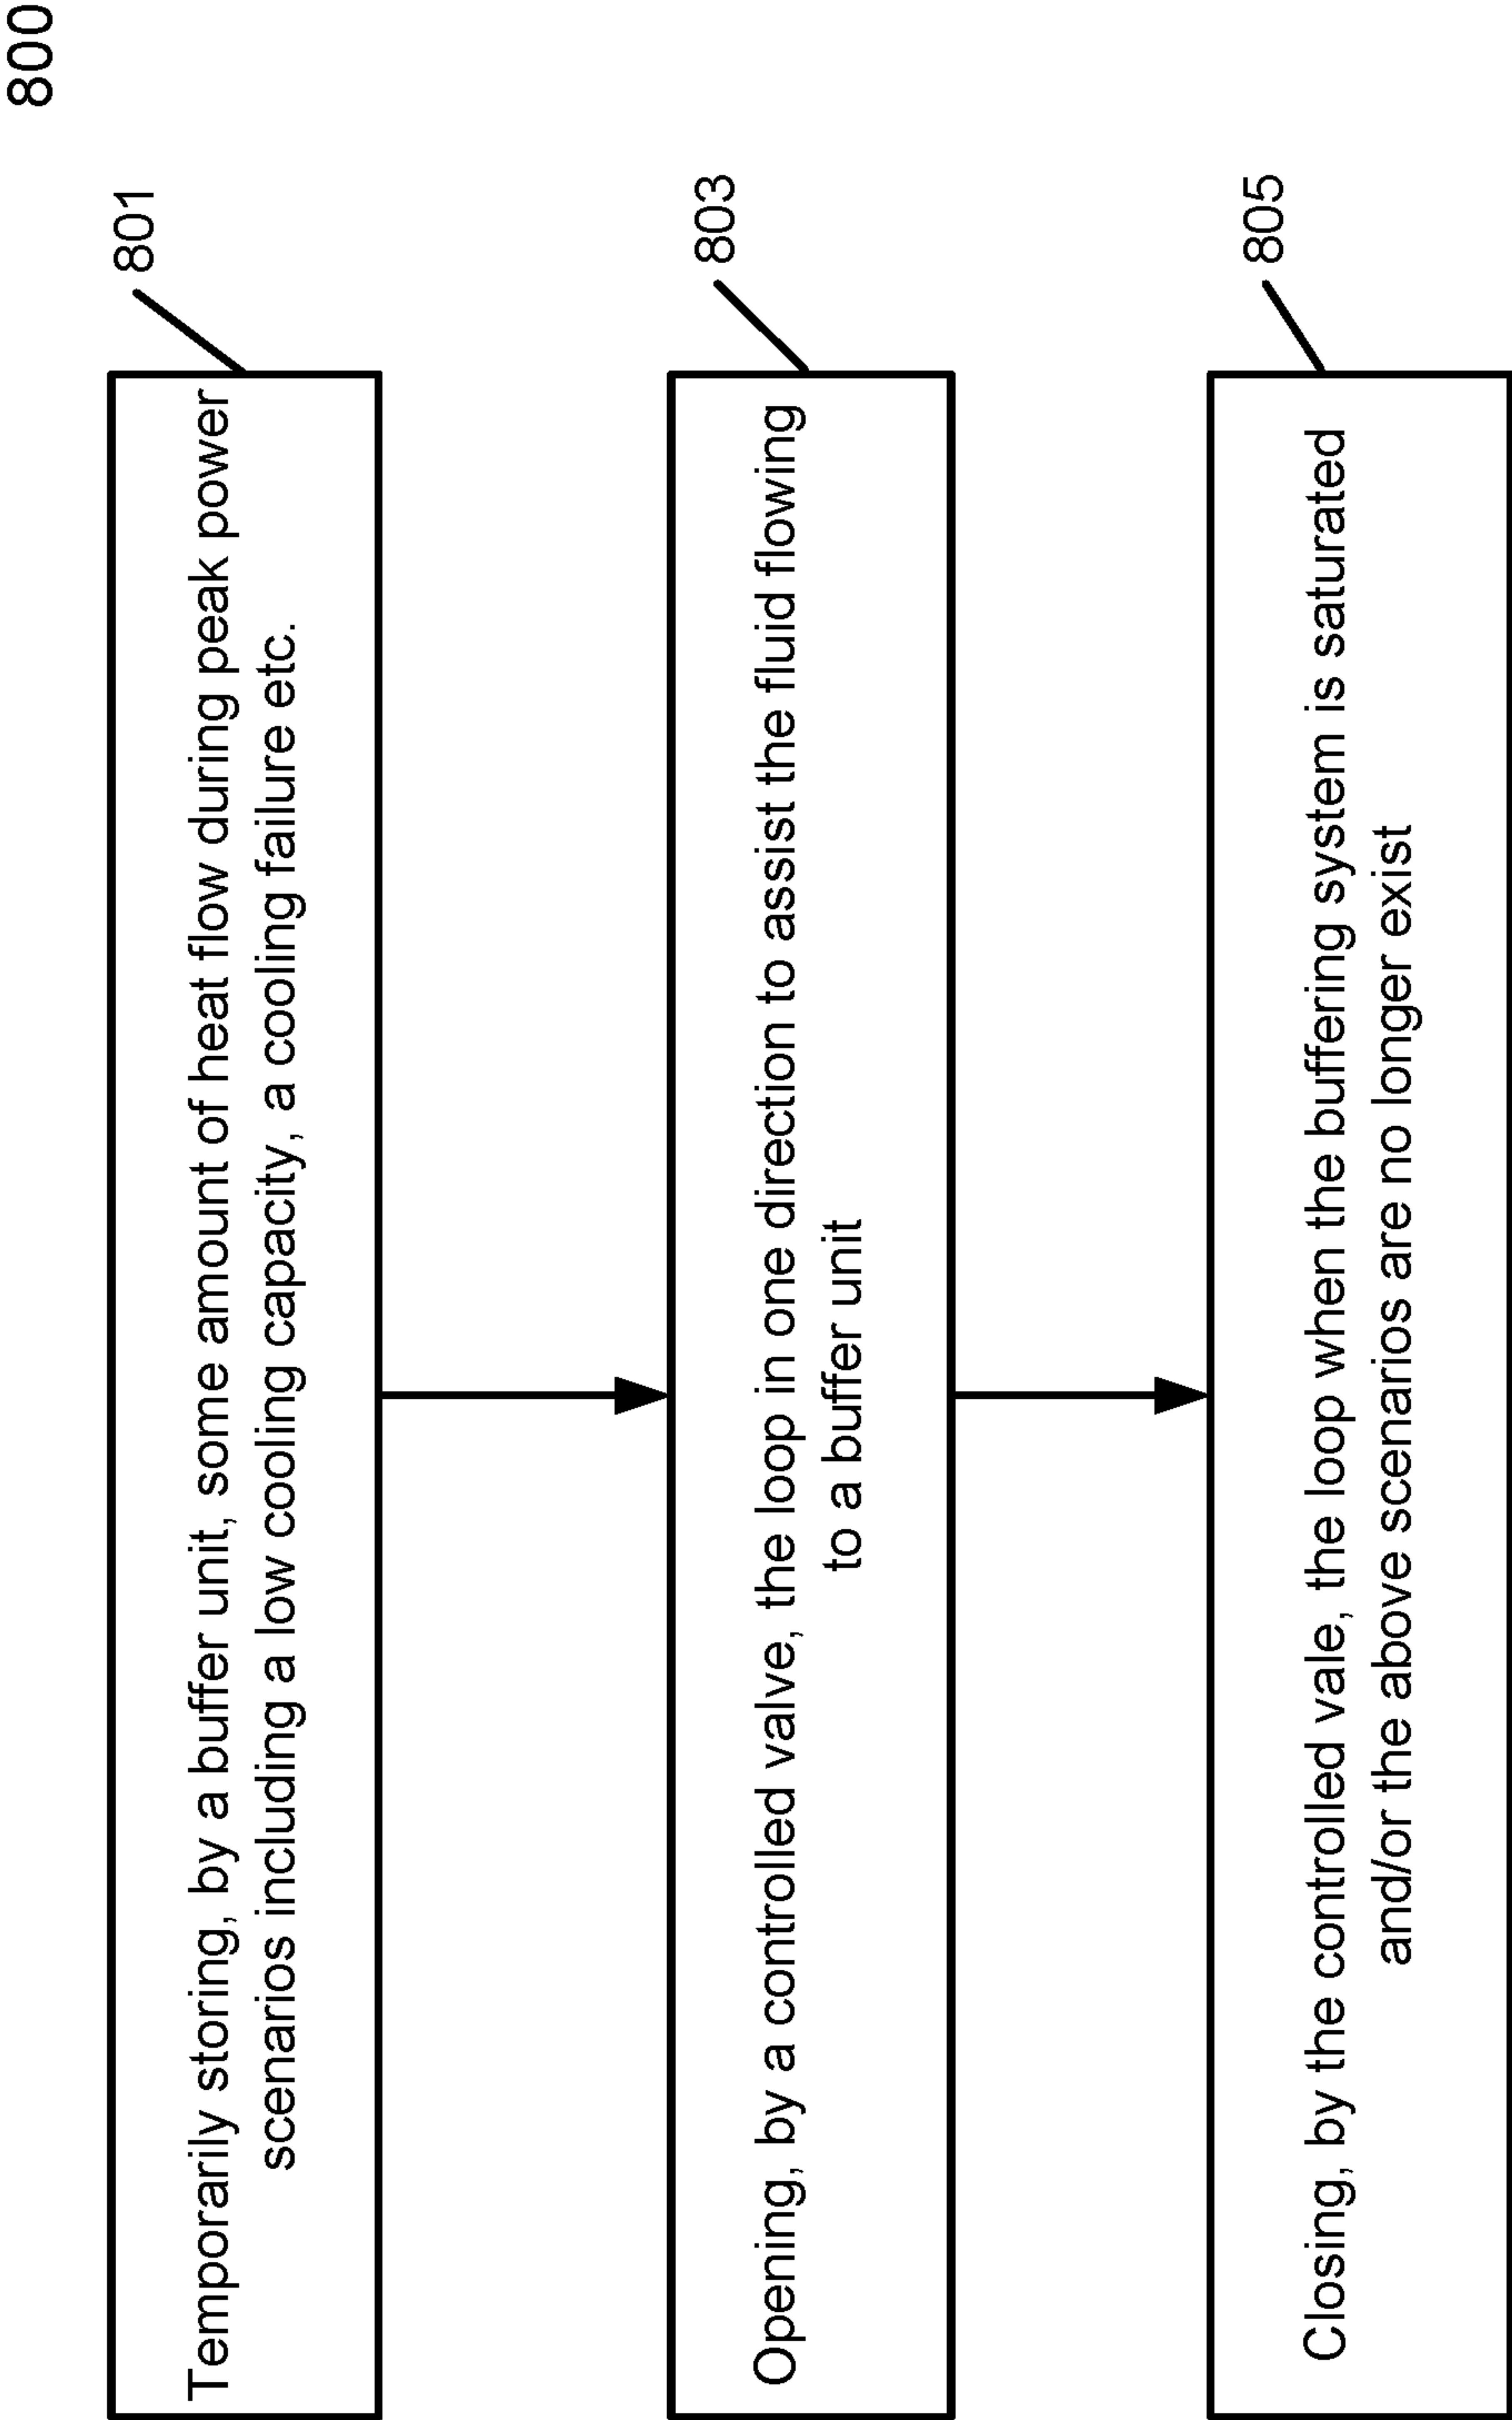 800
801
Temporarily storing, by a buffer unit, some amount of heat flow during peak power
scenarios including a low cooling capacity, a cooling failure etc.
803
Opening, by a controlled valve, the loop in one direction to assist the fluid flowing
to a buffer unit
805
Closing, by the controlled vale, the loop when the buffering system is saturated
and/or the above scenarios are no longer exist